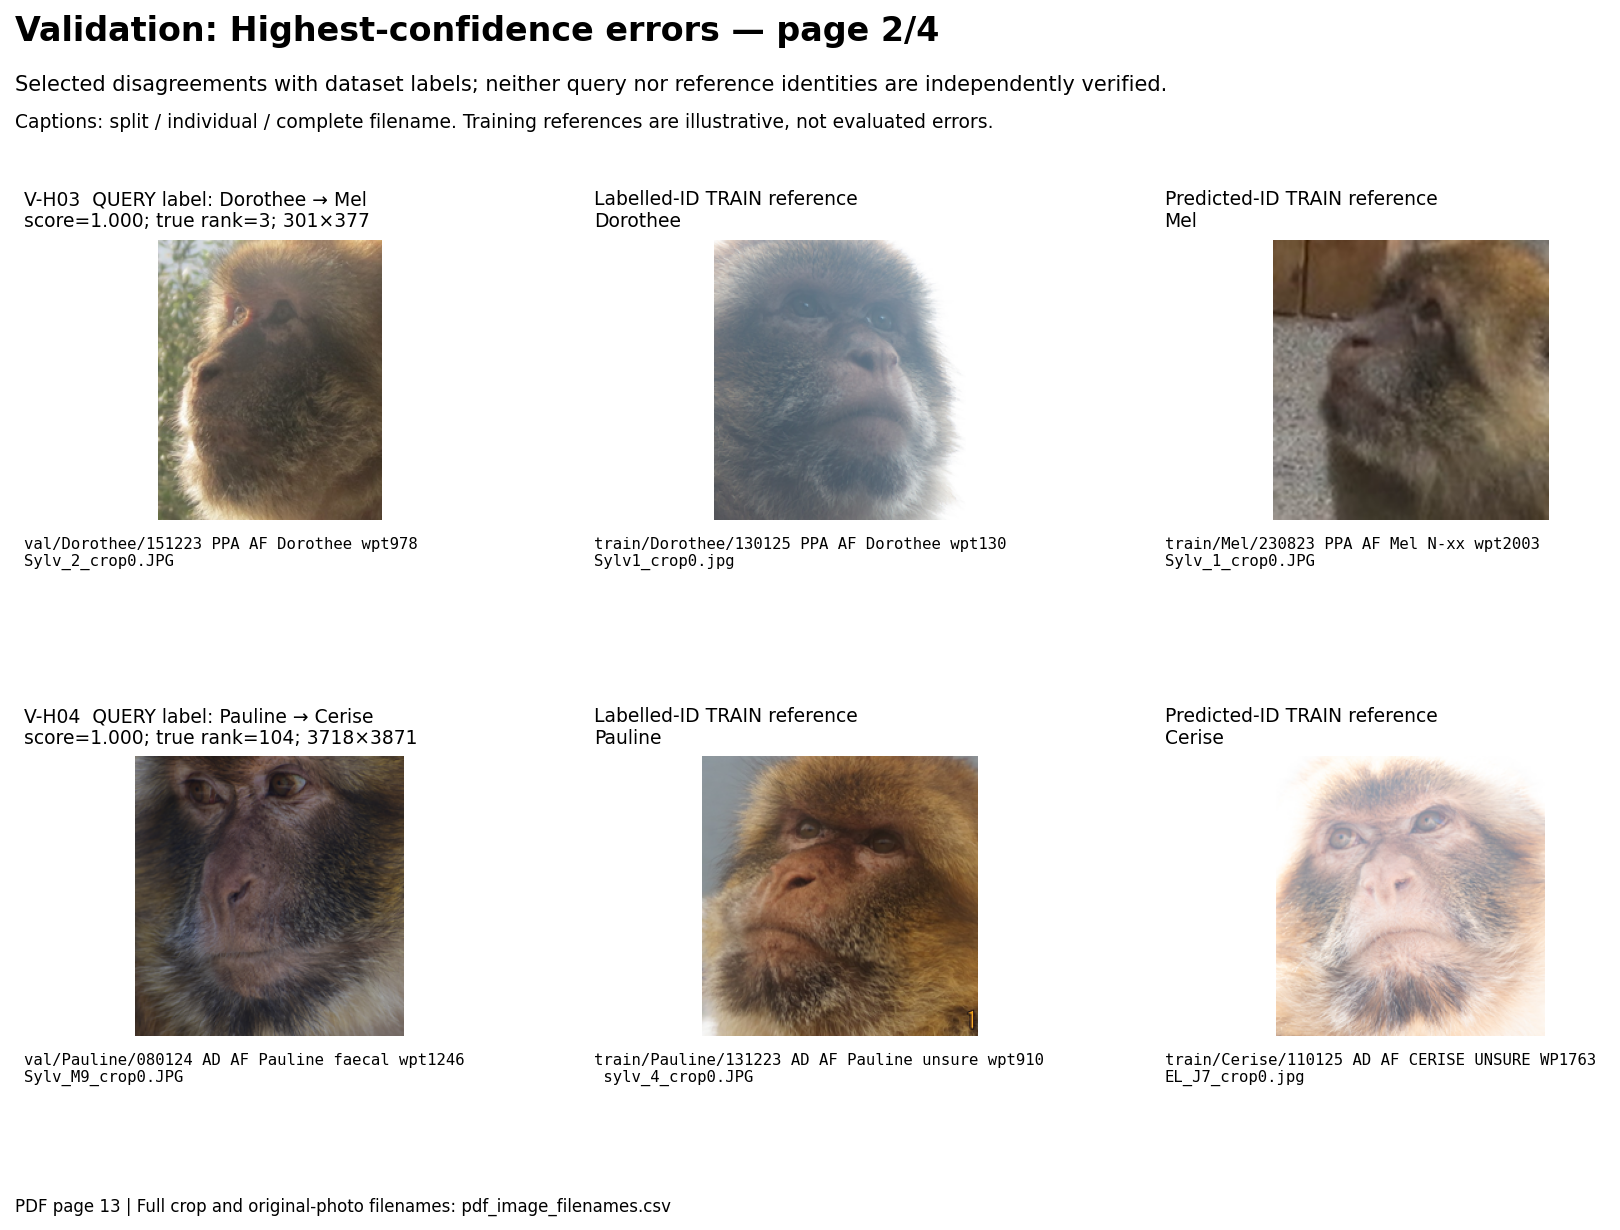 Validation: Highest-confidence errors — page 2/4
Selected disagreements with dataset labels; neither query nor reference identities are independently verified.
Captions: split / individual / complete filename. Training references are illustrative, not evaluated errors.
V-H03  QUERY label: Dorothee → Mel
score=1.000; true rank=3; 301×377
Labelled-ID TRAIN reference
Dorothee
Predicted-ID TRAIN reference
Mel
val/Dorothee/151223 PPA AF Dorothee wpt978
Sylv_2_crop0.JPG
train/Dorothee/130125 PPA AF Dorothee wpt130
Sylv1_crop0.jpg
train/Mel/230823 PPA AF Mel N-xx wpt2003
Sylv_1_crop0.JPG
V-H04  QUERY label: Pauline → Cerise
score=1.000; true rank=104; 3718×3871
Labelled-ID TRAIN reference
Pauline
Predicted-ID TRAIN reference
Cerise
1
val/Pauline/080124 AD AF Pauline faecal wpt1246
Sylv_M9_crop0.JPG
train/Pauline/131223 AD AF Pauline unsure wpt910
sylv_4_crop0.JPG
train/Cerise/110125 AD AF CERISE UNSURE WP1763
EL_J7_crop0.jpg
PDF page 13 | Full crop and original-photo filenames: pdf_image_filenames.csv